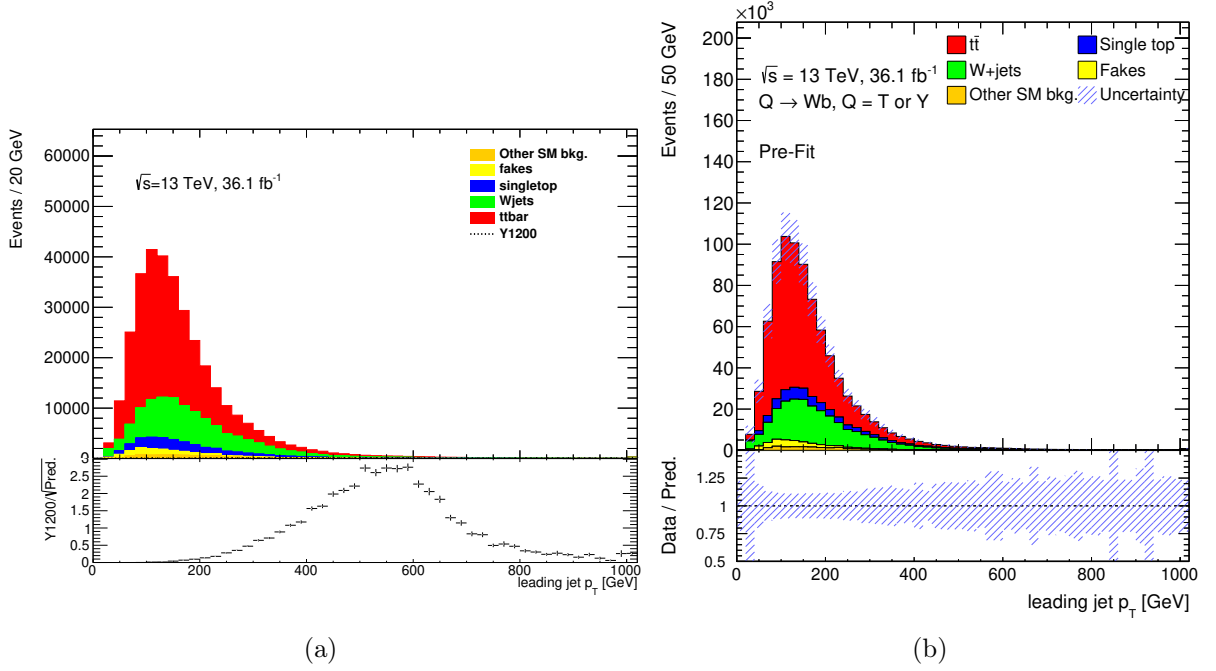 Events / 20 GeV
60000
50000
40000
30000
20000
10000
√s=13 TeV, 36.1 fb⁻¹
Other SM bkg.
fakes
singletop
Wjets
ttbar
Y1200
Y1200/√Pred.
2.5
2
1.5
1
0.5
0
0 200 400 600 800 1000
leading jet p_T [GeV]
(a)
×10³
Events / 50 GeV
200
180
160
140
120
100
80
60
40
20
0
√s = 13 TeV, 36.1 fb⁻¹
Q → Wb, Q = T or Y
Pre-Fit
tt̄ Single top
W+jets Fakes
Other SM bkg. Uncertainty
Data / Pred.
1.25
1
0.75
0.5
0 200 400 600 800 1000
leading jet p_T [GeV]
(b)